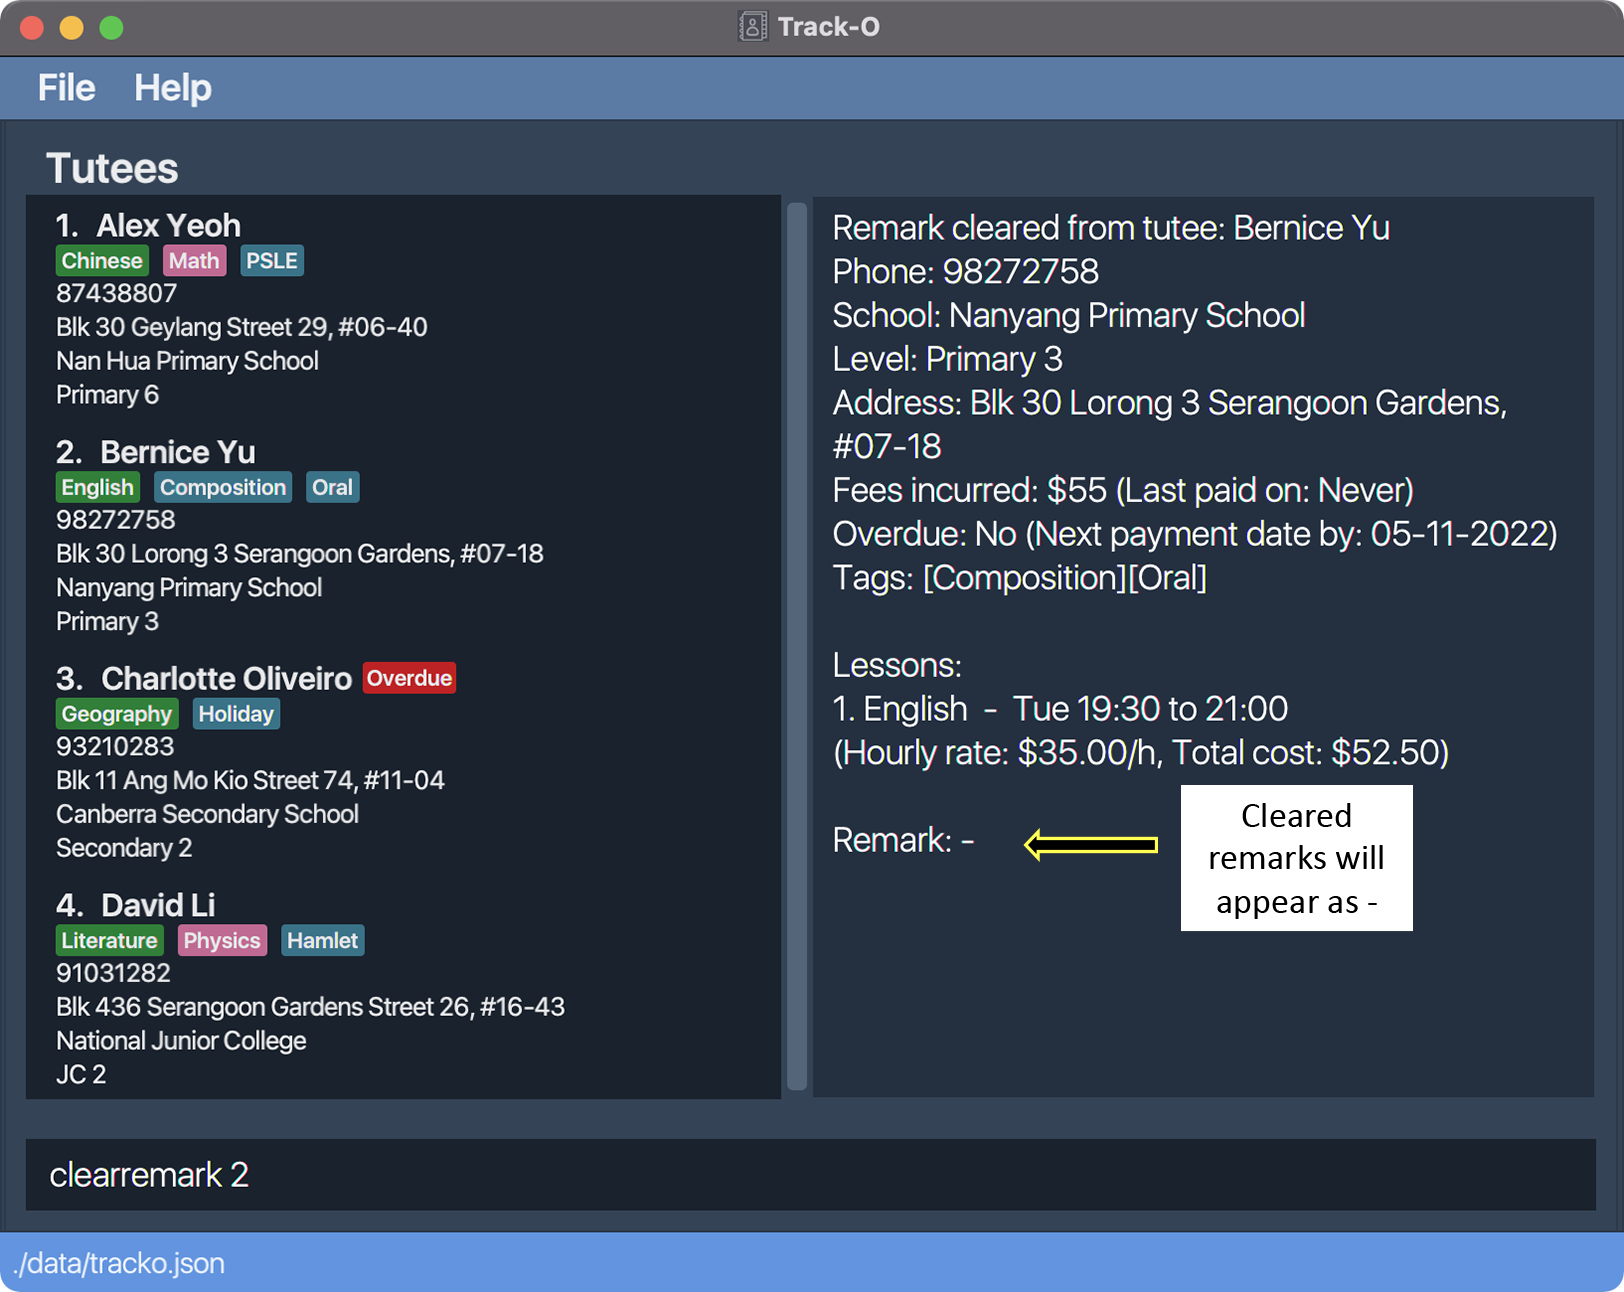 Track-O
File Help
Tutees
1. Alex Yeoh
Chinese Math PSLE
87438807
Blk 30 Geylang Street 29, #06-40
Nan Hua Primary School
Primary 6
2. Bernice Yu
English Composition Oral
98272758
Blk 30 Lorong 3 Serangoon Gardens, #07-18
Nanyang Primary School
Primary 3
3. Charlotte Oliveiro Overdue
Geography Holiday
93210283
Blk 11 Ang Mo Kio Street 74, #11-04
Canberra Secondary School
Secondary 2
4. David Li
Literature Physics Hamlet
91031282
Blk 436 Serangoon Gardens Street 26, #16-43
National Junior College
JC 2
Remark cleared from tutee: Bernice Yu
Phone: 98272758
School: Nanyang Primary School
Level: Primary 3
Address: Blk 30 Lorong 3 Serangoon Gardens,
#07-18
Fees incurred: $55 (Last paid on: Never)
Overdue: No (Next payment date by: 05-11-2022)
Tags: [Composition][Oral]
Lessons:
1. English - Tue 19:30 to 21:00
(Hourly rate: $35.00/h, Total cost: $52.50)
Remark: -
Cleared
remarks will
appear as -
clearremark 2
./data/tracko.json